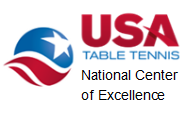 USA
TABLE TENNIS
National Center
of Excellence